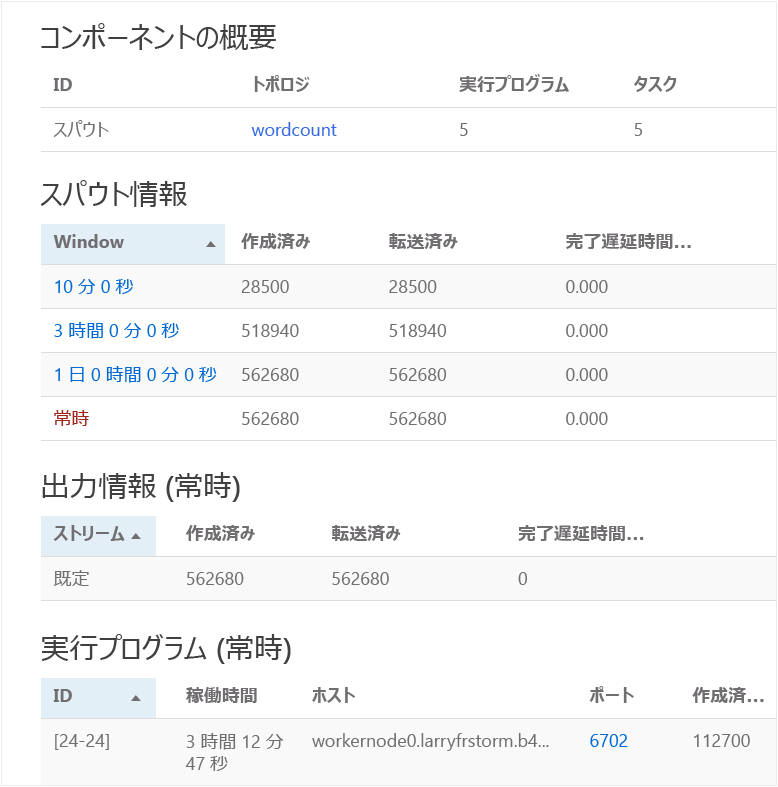 コンポーネントの概要
ID トポロジ 実行プログラム タスク
スパウト wordcount 5 5
スパウト情報
Window 作成済み 転送済み 完了遅延時間...
10 分 0 秒 28500 28500 0.000
3 時間 0 分 0 秒 518940 518940 0.000
1 日 0 時間 0 分 0 秒 562680 562680 0.000
常時 562680 562680 0.000
出力情報 (常時)
ストリーム 作成済み 転送済み 完了遅延時間...
既定 562680 562680 0
実行プログラム (常時)
ID 稼働時間 ホスト ポート 作成済...
[24-24] 3 時間 12 分 workernode0.larryfrstorm.b4... 6702 112700
47 秒